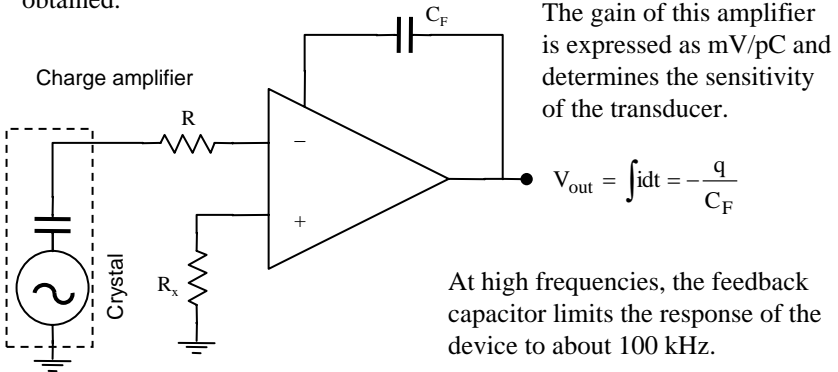 obtained.
C_F
The gain of this amplifier
is expressed as mV/pC and
determines the sensitivity
of the transducer.
Charge amplifier
R
−
+
V_out = ∫idt = −q/C_F
R_x
Crystal
At high frequencies, the feedback
capacitor limits the response of the
device to about 100 kHz.